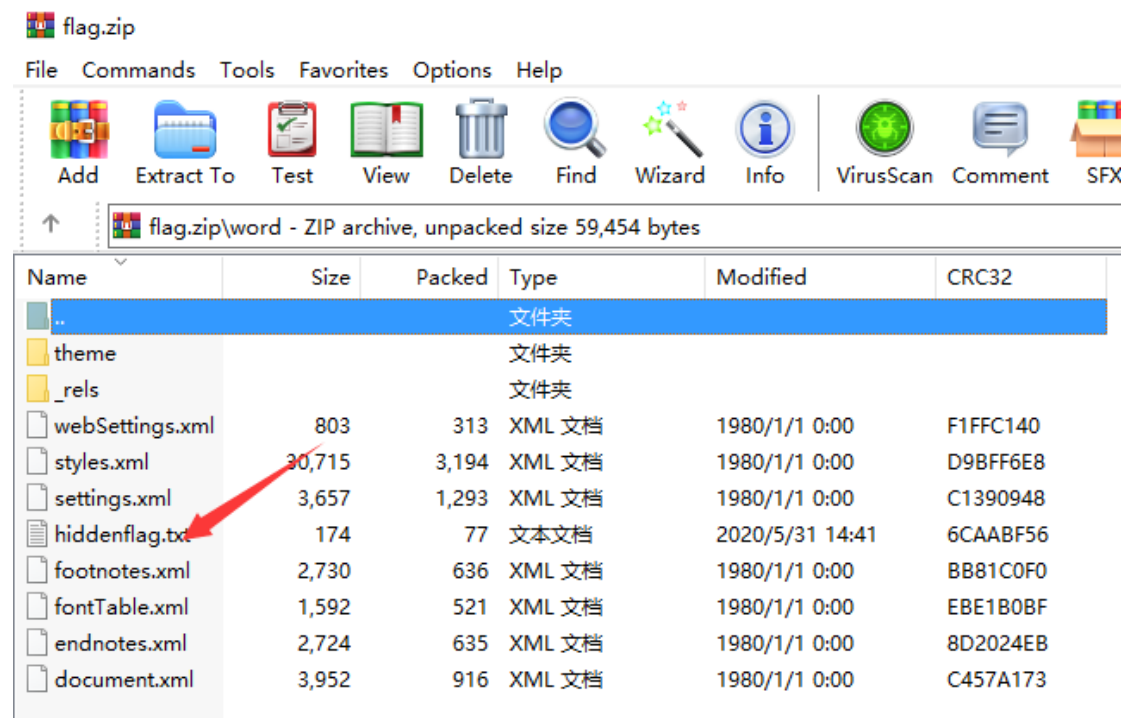 flag.zip
File Commands Tools Favorites Options Help
Add Extract To Test View Delete Find Wizard Info VirusScan Comment SFX
flag.zip\word - ZIP archive, unpacked size 59,454 bytes
Name Size Packed Type Modified CRC32
.. 文件夹
theme 文件夹
_rels 文件夹
webSettings.xml 803 313 XML 文档 1980/1/1 0:00 F1FFC140
styles.xml 30,715 3,194 XML 文档 1980/1/1 0:00 D9BFF6E8
settings.xml 3,657 1,293 XML 文档 1980/1/1 0:00 C1390948
hiddenflag.txt 174 77 文本文档 2020/5/31 14:41 6CAABF56
footnotes.xml 2,730 636 XML 文档 1980/1/1 0:00 BB81C0F0
fontTable.xml 1,592 521 XML 文档 1980/1/1 0:00 EBE1B0BF
endnotes.xml 2,724 635 XML 文档 1980/1/1 0:00 8D2024EB
document.xml 3,952 916 XML 文档 1980/1/1 0:00 C457A173